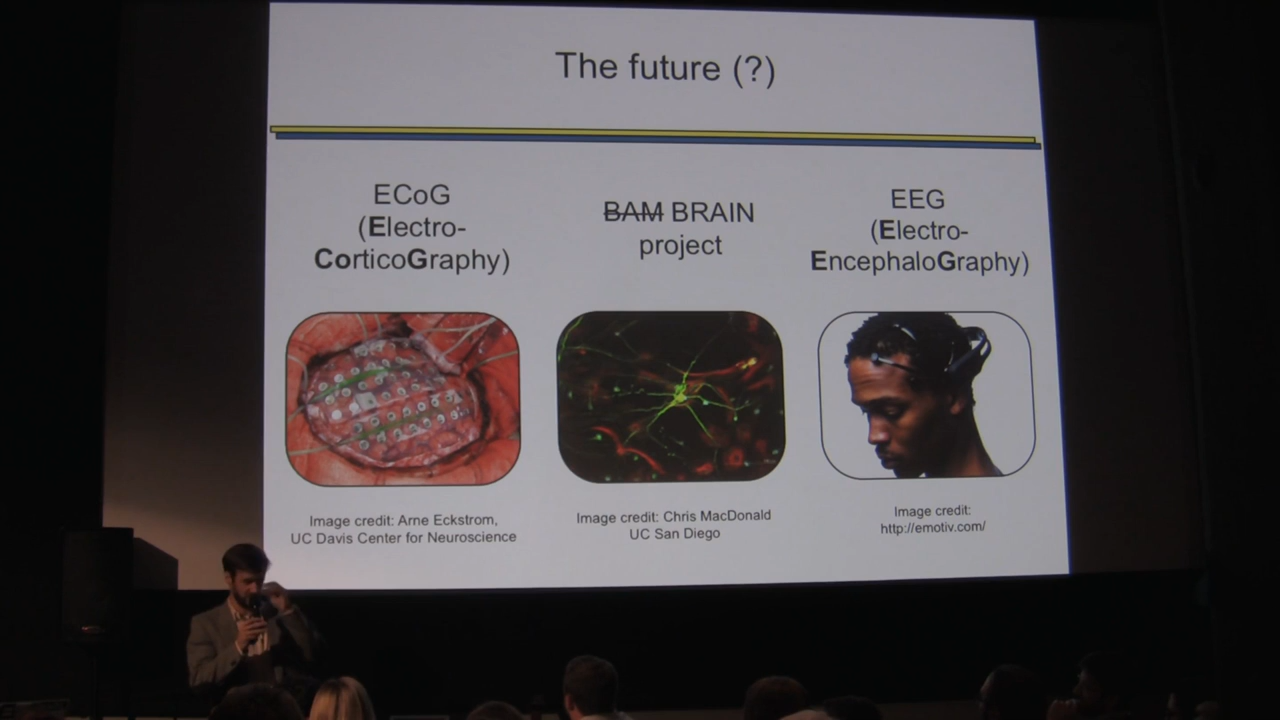 The future (?)
ECoG
(Electro-
CorticoGraphy)
BAM BRAIN
project
EEG
(Electro-
EncephaloGraphy)
Image credit: Arne Eckstrom,
UC Davis Center for Neuroscience
Image credit: Chris MacDonald
UC San Diego
Image credit:
http://emotiv.com/